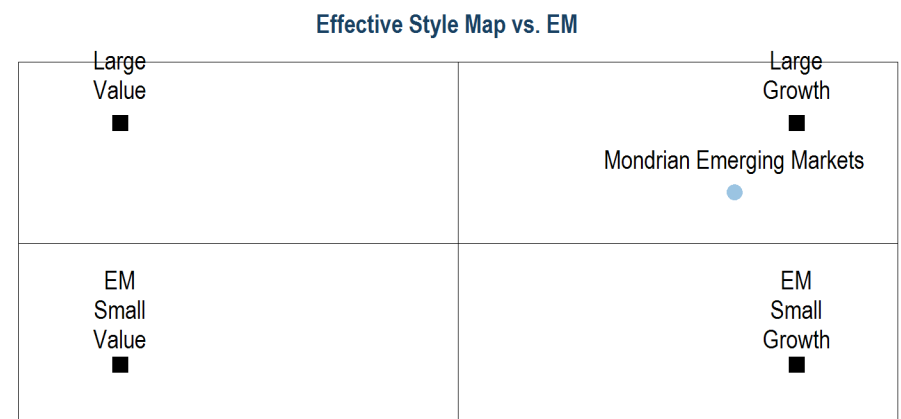 Effective Style Map vs. EM
Large
Value
Large
Growth
Mondrian Emerging Markets
EM
Small
Value
EM
Small
Growth